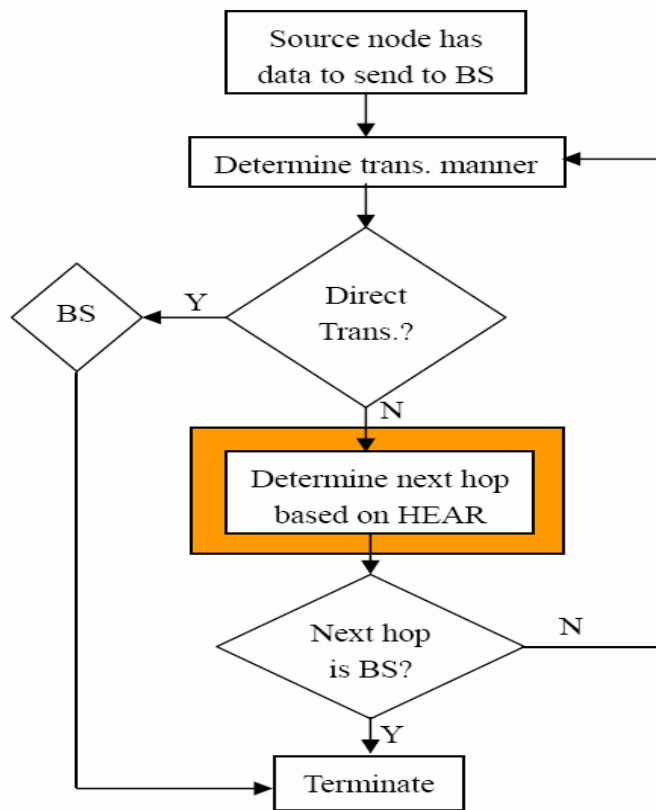 Source node has
data to send to BS
Determine trans. manner
Direct
Trans.?
Y
BS
N
Determine next hop
based on HEAR
Next hop
is BS?
N
Y
Terminate